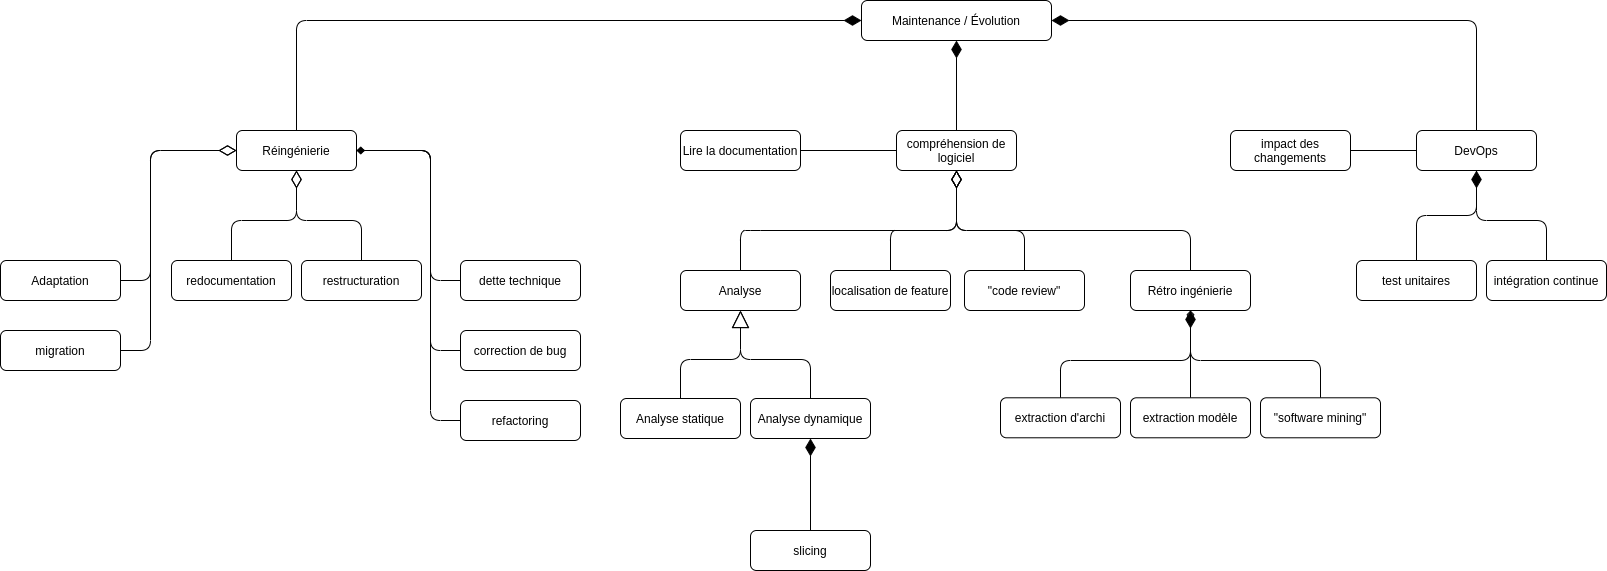 Maintenance / Évolution
Réingénierie
Lire la documentation
compréhension de
logiciel
impact des
changements
DevOps
Adaptation
redocumentation
restructuration
dette technique
Analyse
localisation de feature
"code review"
Rétro ingénierie
test unitaires
intégration continue
migration
correction de bug
refactoring
Analyse statique
Analyse dynamique
extraction d'archi
extraction modèle
"software mining"
slicing